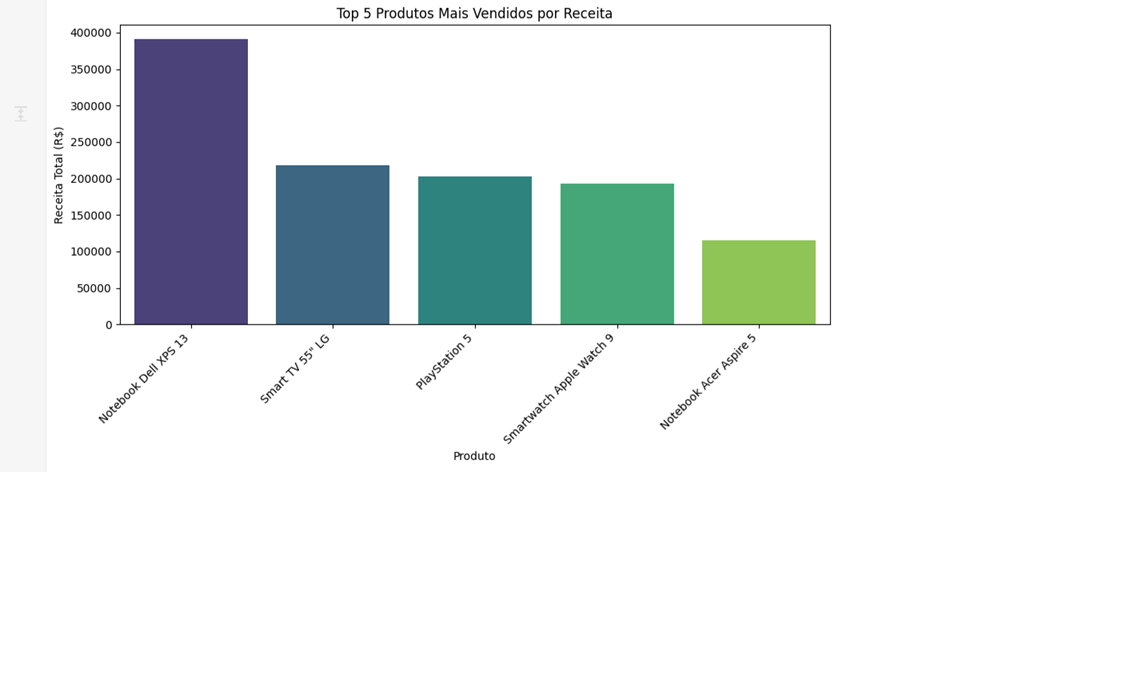 Top 5 Produtos Mais Vendidos por Receita
Receita Total (R$)
400000
350000
300000
250000
200000
150000
100000
50000
0
Notebook Dell XPS 13
Smart TV 55" LG
PlayStation 5
Smartwatch Apple Watch 9
Notebook Acer Aspire 5
Produto